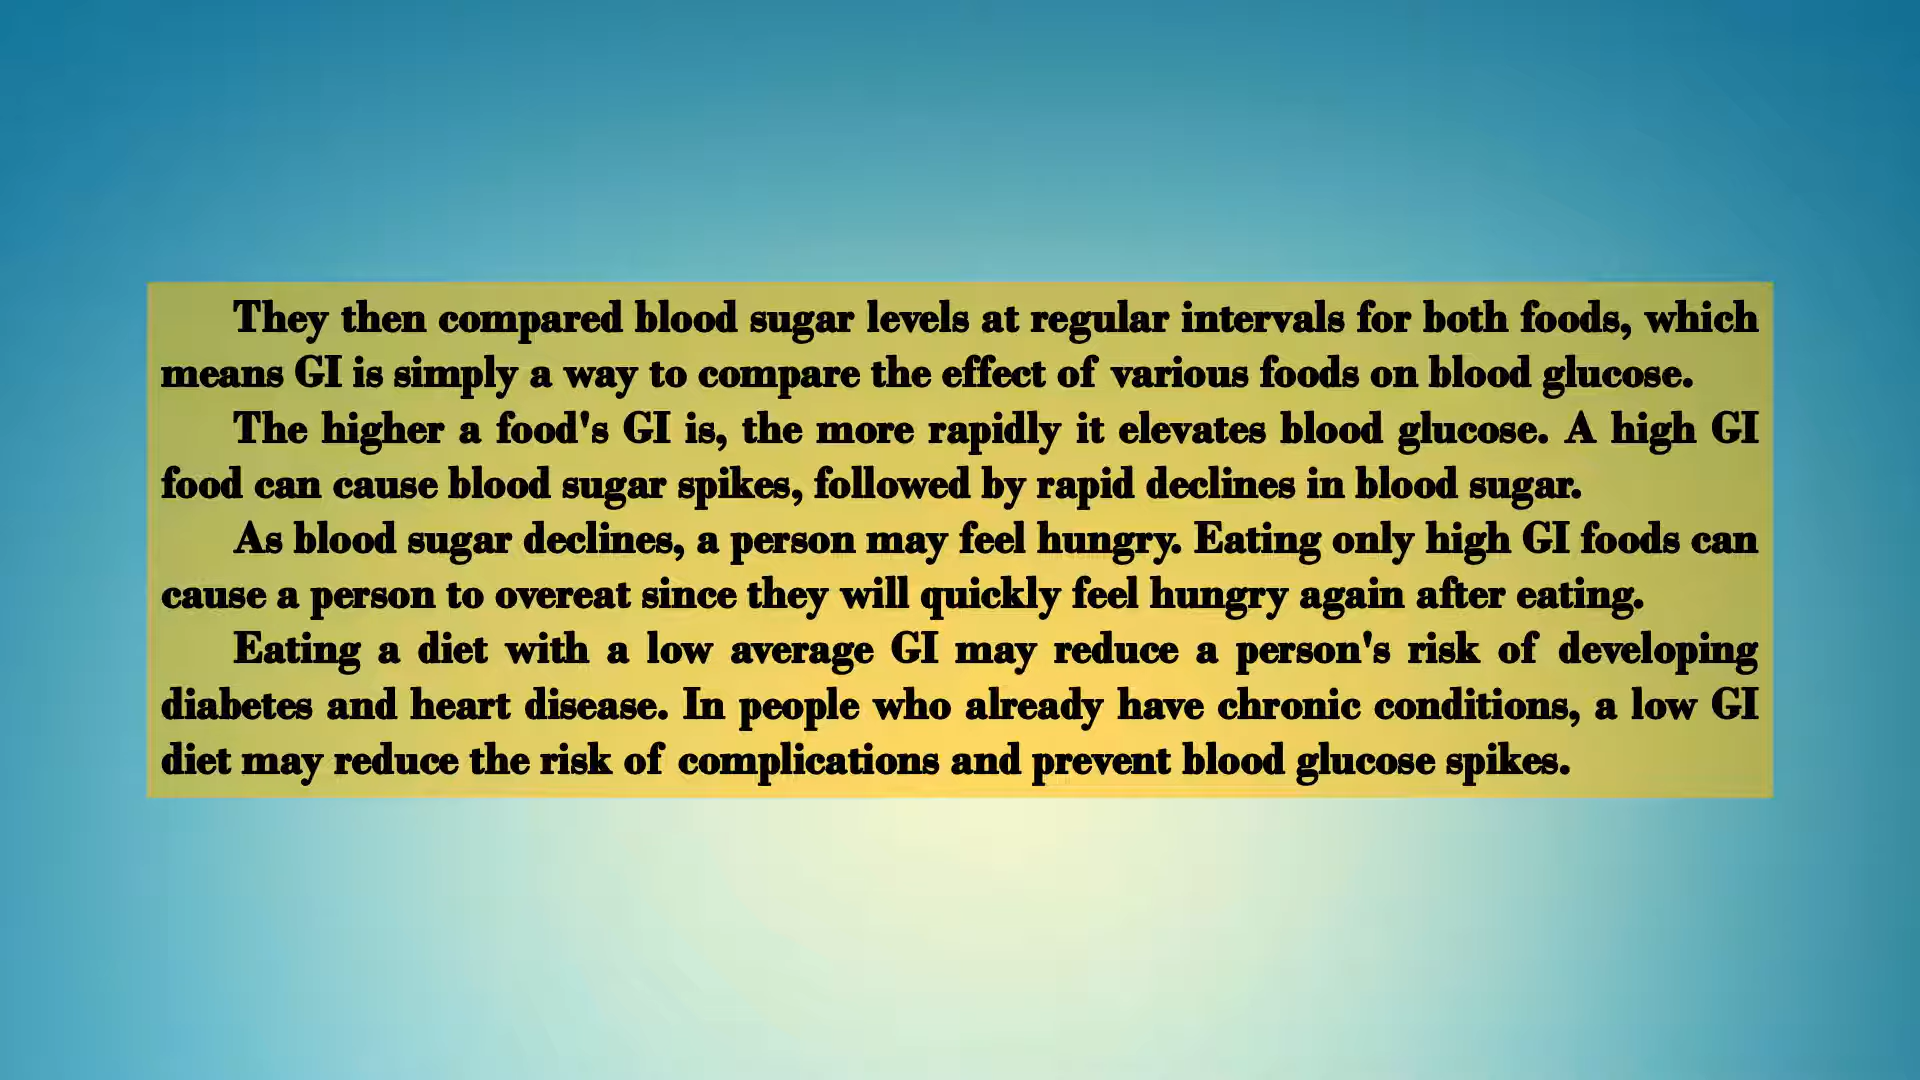 They then compared blood sugar levels at regular intervals for both foods, which
means GI is simply a way to compare the effect of various foods on blood glucose.
The higher a food's GI is, the more rapidly it elevates blood glucose. A high GI
food can cause blood sugar spikes, followed by rapid declines in blood sugar.
As blood sugar declines, a person may feel hungry. Eating only high GI foods can
cause a person to overeat since they will quickly feel hungry again after eating.
Eating a diet with a low average GI may reduce a person's risk of developing
diabetes and heart disease. In people who already have chronic conditions, a low GI
diet may reduce the risk of complications and prevent blood glucose spikes.